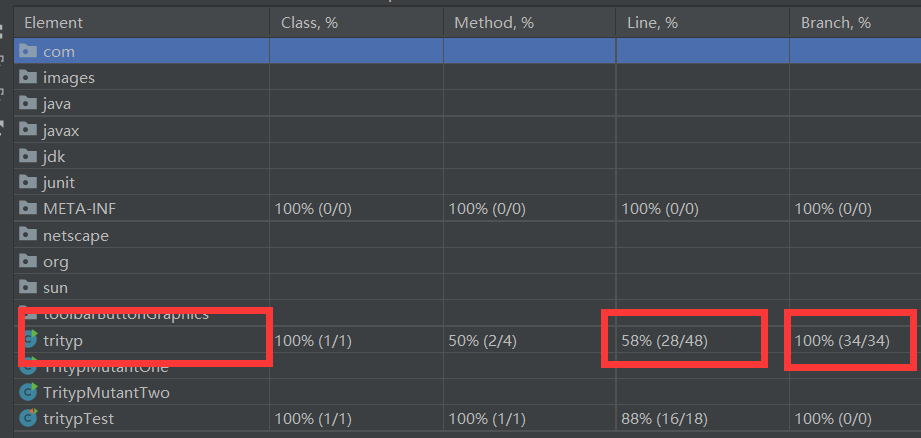 Element Class, % Method, % Line, % Branch, %
com
images
java
javax
jdk
junit
META-INF 100% (0/0) 100% (0/0) 100% (0/0) 100% (0/0)
netscape
org
sun
toolbarButtonGraphics
trityp 100% (1/1) 50% (2/4) 58% (28/48) 100% (34/34)
TritypMutantOne
TritypMutantTwo
tritypTest 100% (1/1) 100% (1/1) 88% (16/18) 100% (0/0)